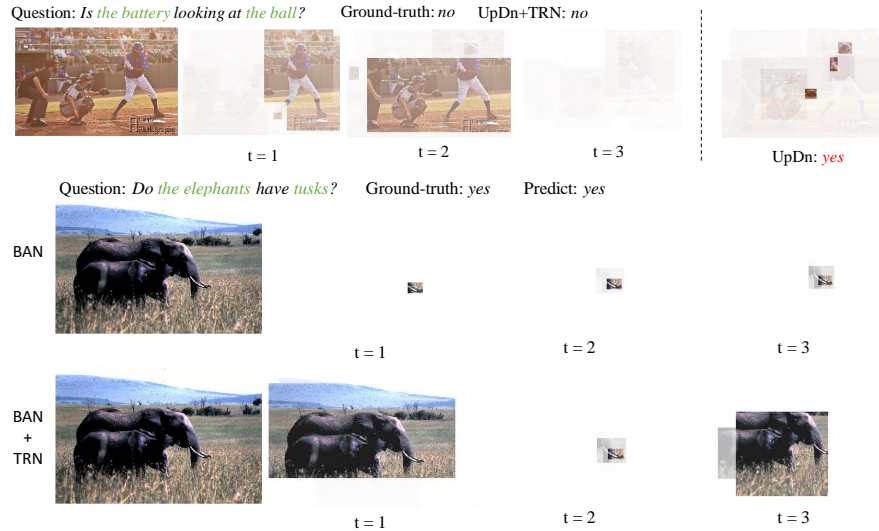 Question: Is the battery looking at the ball? Ground-truth: no UpDn+TRN: no
t = 1 t = 2 t = 3 UpDn: yes
Question: Do the elephants have tusks? Ground-truth: yes Predict: yes
BAN
t = 1 t = 2 t = 3
BAN
+
TRN
t = 1 t = 2 t = 3